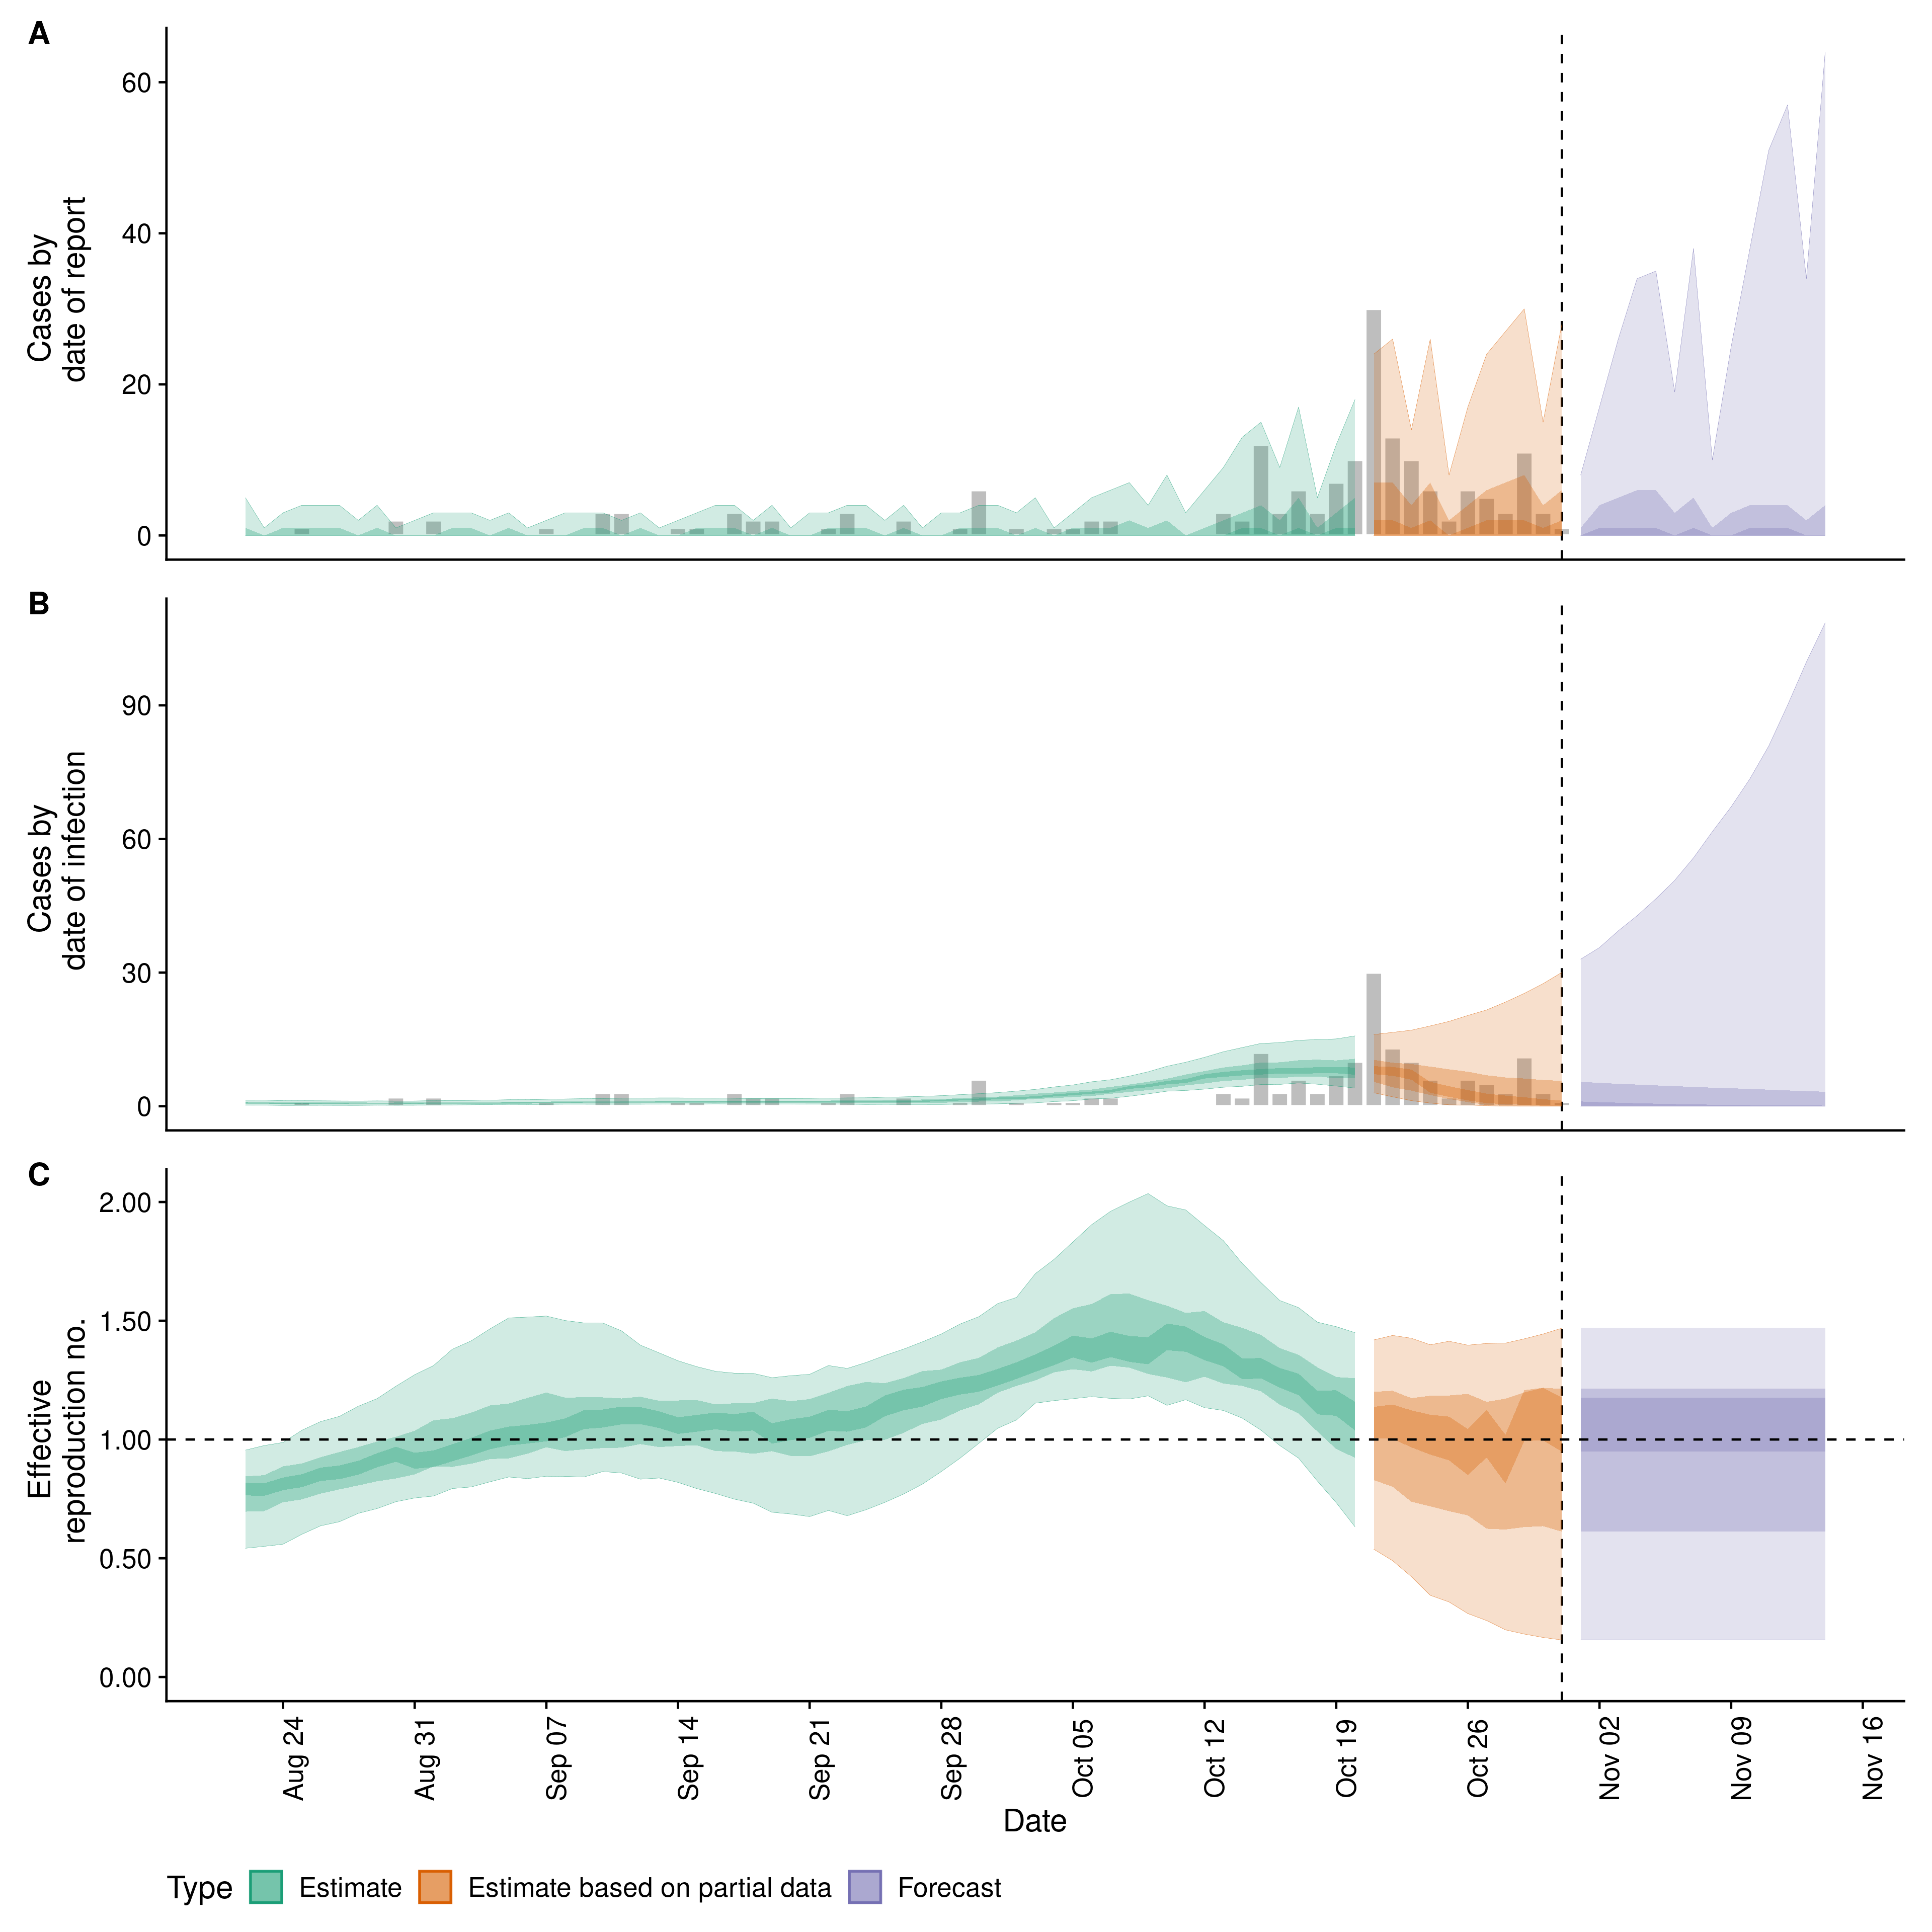 A
Cases by
date of report
60
40
20
0
B
Cases by
date of infection
90
60
30
0
C
Effective
reproduction no.
2.00
1.50
1.00
0.50
0.00
Aug 24
Aug 31
Sep 07
Sep 14
Sep 21
Sep 28
Oct 05
Oct 12
Oct 19
Oct 26
Nov 02
Nov 09
Nov 16
Date
Type Estimate Estimate based on partial data Forecast